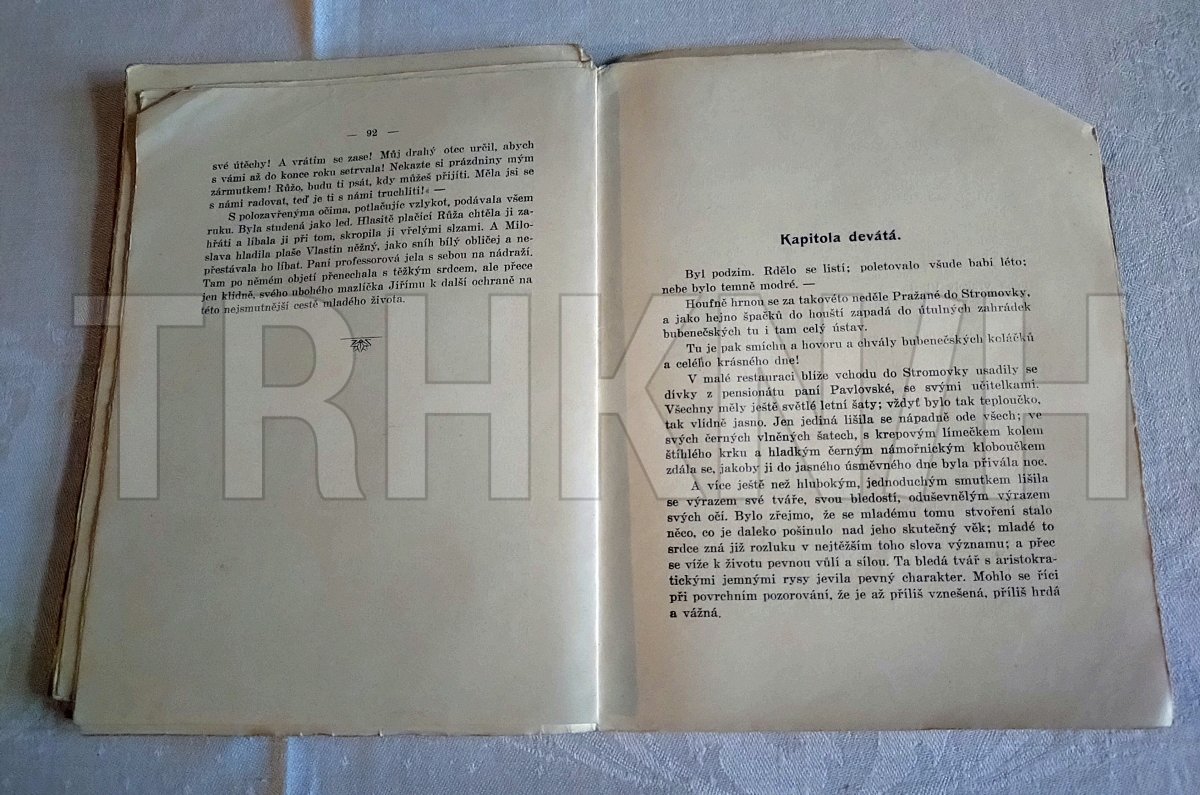 — 92 —
své útěchy! A vrátím se zase! Můj drahý otec určil, abych
s vámi až do konce roku setrvala! Nekazte si prázdniny mým
zármutkem! Růžo, budu ti psát, kdy můžeš přijíti. Měla jsi se
s námi radovat, teď je ti s námi truchliti!« —
S polozavřenýma očima, potlačujíc vzlykot, podávala všem
ruku. Byla studená jako led. Hlasitě plačící Růža chtěla ji za-
hřáti a líbala ji při tom, skropila ji vřelými slzami. A Milo-
slava hladila plaše Vlastin něžný, jako sníh bílý obličej a ne-
přestávala ho líbat. Paní professorová jela s sebou na nádraží.
Tam po němém objetí přenechala s těžkým srdcem, ale přece
jen klidně, svého ubohého mazlíčka Jiřímu k další ochraně na
této nejsmutnější cestě mladého života.
Kapitola devátá.
Byl podzim. Rdělo se listí; poletovalo všude babí léto;
nebe bylo temně modré. —
Houfně hrnou se za takovéto neděle Pražané do Stromovky,
a jako hejno špačků do houští zapadá do útulných zahrádek
bubenečských tu i tam celý ústav.
Tu je pak smíchu a hovoru a chvály bubenečských koláčků
a celého krásného dne!
V malé restauraci blíže vchodu do Stromovky usadily se
dívky z pensionátu paní Pavlovské, se svými učitelkami.
Všechny měly ještě světlé letní šaty; vždyť bylo tak teploučko,
tak vlídně jasno. Jen jediná lišila se nápadně ode všech; ve
svých černých vlněných šatech, s krepovým límečkem kolem
štíhlého krku a hladkým černým námořnickým kloboučkem
zdála se, jakoby ji do jasného úsměvného dne byla přivála noc.
A více ještě než hlubokým, jednoduchým smutkem lišila
se výrazem své tváře, svou bledostí, oduševnělým výrazem
svých očí. Bylo zřejmo, že se mladému tomu stvoření stalo
něco, co je daleko pošinulo nad jeho skutečný věk; mladé to
srdce zná již rozluku v nejtěžším toho slova významu; a přec
se víže k životu pevnou vůlí a sílou. Ta bledá tvář s aristokra-
tickými jemnými rysy jevila pevný charakter. Mohlo se říci
při povrchním pozorování, že je až příliš vznešená, příliš hrdá
a vážná.
TRHKNIH